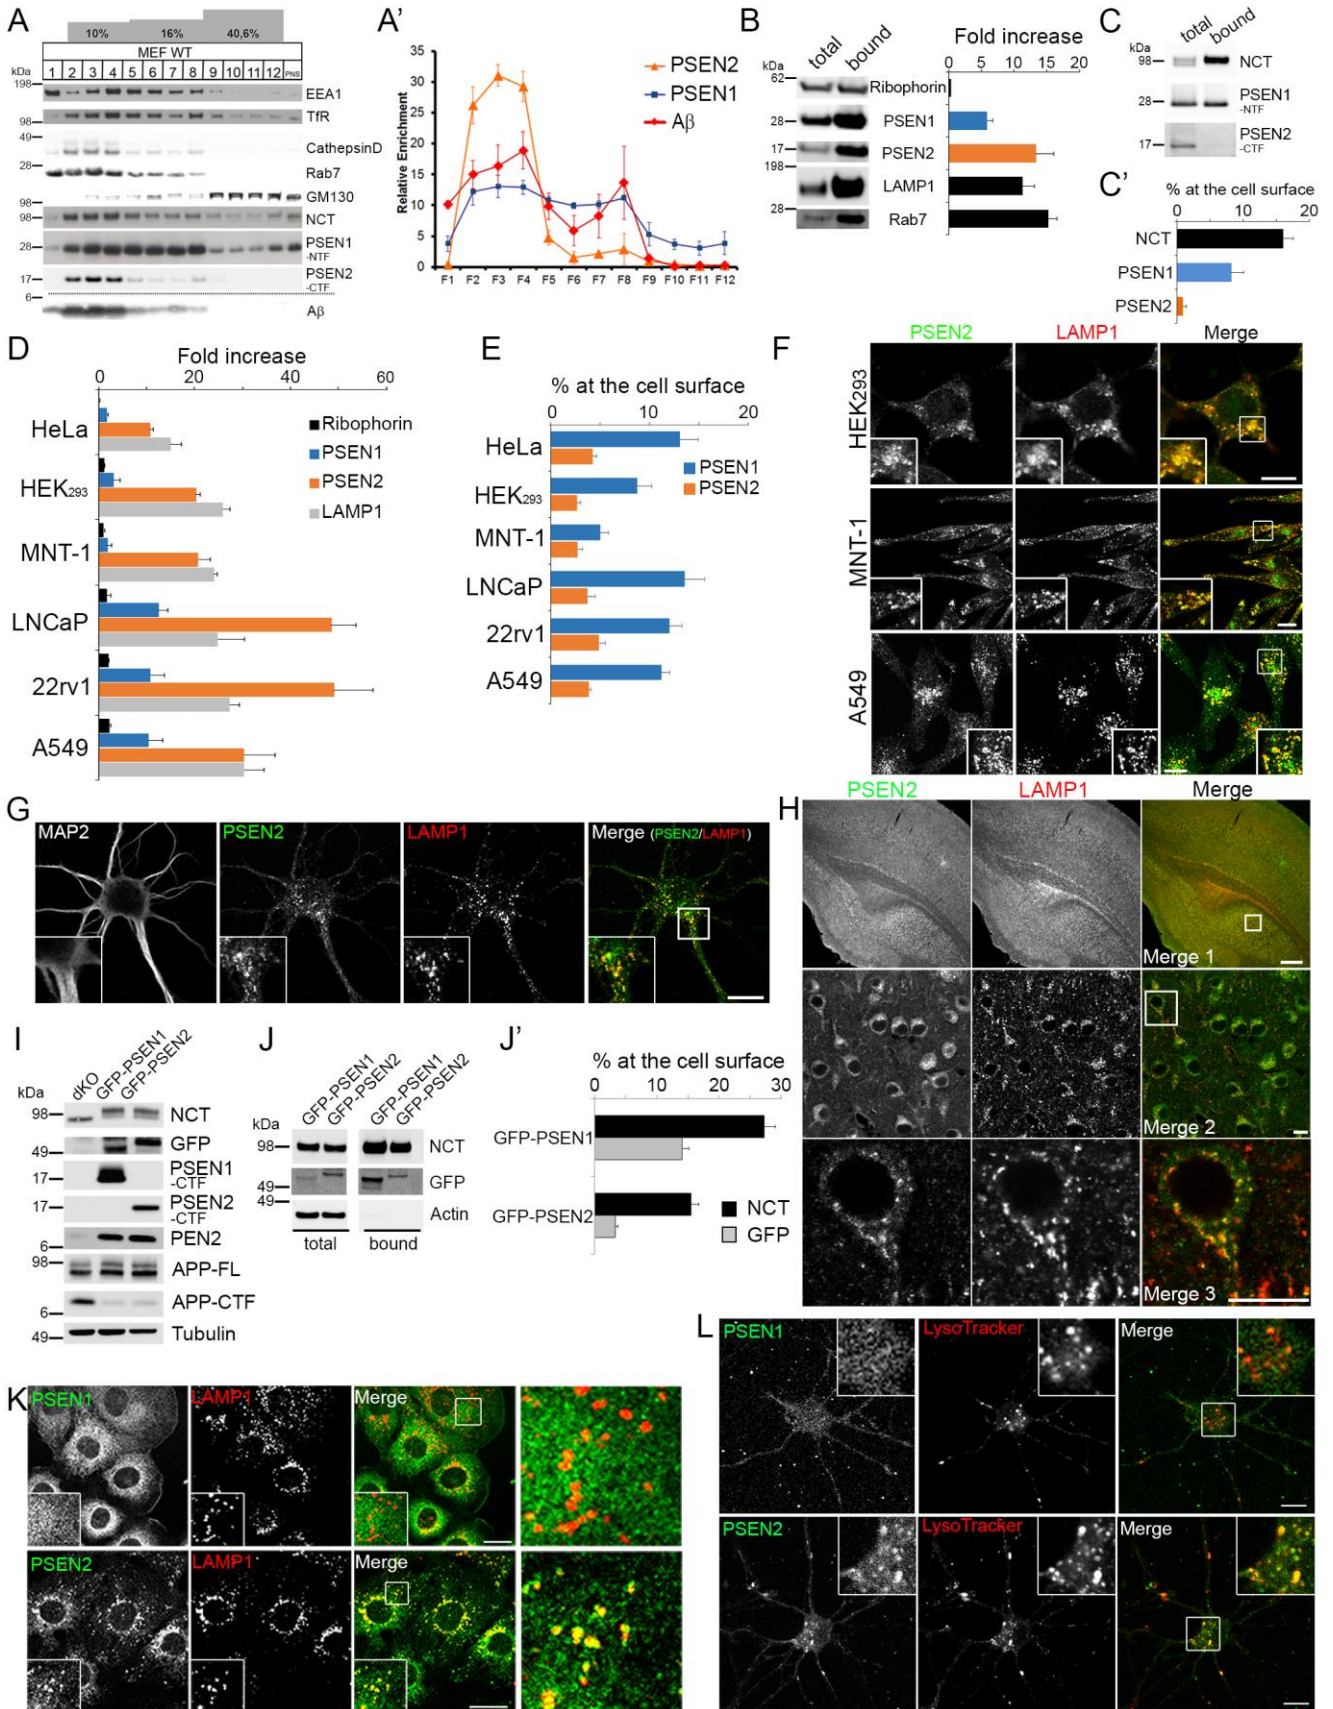 A
10%
16%
40,6%
MEF WT
kDa
1 2 3 4 5 6 7 8 9 10 11 12 PNS
198
EEA1
98
TfR
49
38
CathepsinD
28
Rab7
98
GM130
98
NCT
28
PSEN1
-NTF
17
PSEN2
-CTF
6
Aβ
A'
Relative Enrichment
35
30
25
20
15
10
5
0
F1 F2 F3 F4 F5 F6 F7 F8 F9 F10 F11 F12
PSEN2
PSEN1
Aβ
B
total
bound
kDa
62
Ribophorin
28
PSEN1
17
PSEN2
198
LAMP1
28
Rab7
Fold increase
0 5 10 15 20
C
total
bound
98
NCT
28
PSEN1
-NTF
17
PSEN2
-CTF
C'
% at the cell surface
0 10 20
NCT
PSEN1
PSEN2
D
Fold increase
0 20 40 60
HeLa
HEK293
MNT-1
LNCaP
22rv1
A549
Ribophorin
PSEN1
PSEN2
LAMP1
E
% at the cell surface
0 10 20
HeLa
HEK293
MNT-1
LNCaP
22rv1
A549
PSEN1
PSEN2
F
PSEN2 LAMP1 Merge
HEK293
MNT-1
A549
G
MAP2
PSEN2
LAMP1
Merge (PSEN2/LAMP1)
H
PSEN2 LAMP1 Merge
Merge 1
Merge 2
Merge 3
I
dKO
GFP-PSEN1
GFP-PSEN2
kDa
98
NCT
49
GFP
17
PSEN1
-CTF
17
PSEN2
-CTF
6
PEN2
98
APP-FL
6
APP-CTF
49
Tubulin
J
GFP-PSEN1
GFP-PSEN2
GFP-PSEN1
GFP-PSEN2
kDa
98
NCT
49
GFP
49
Actin
total
bound
J'
% at the cell surface
0 10 20 30
GFP-PSEN1
GFP-PSEN2
NCT
GFP
K
PSEN1
LAMP1
Merge
PSEN2
LAMP1
Merge
L
PSEN1
LysoTracker
Merge
PSEN2
LysoTracker
Merge